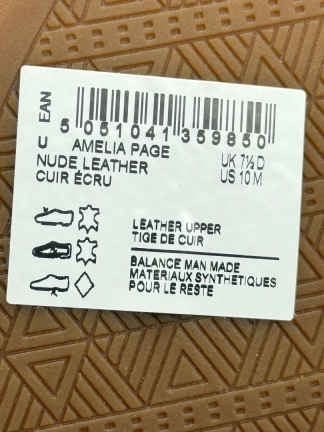 EAN
5 051041 359850
U AMELIA PAGE UK 7½ D
NUDE LEATHER US 10 M
CUIR ÉCRU
LEATHER UPPER
TIGE DE CUIR
BALANCE MAN MADE
MATERIAUX SYNTHETIQUES
POUR LE RESTE